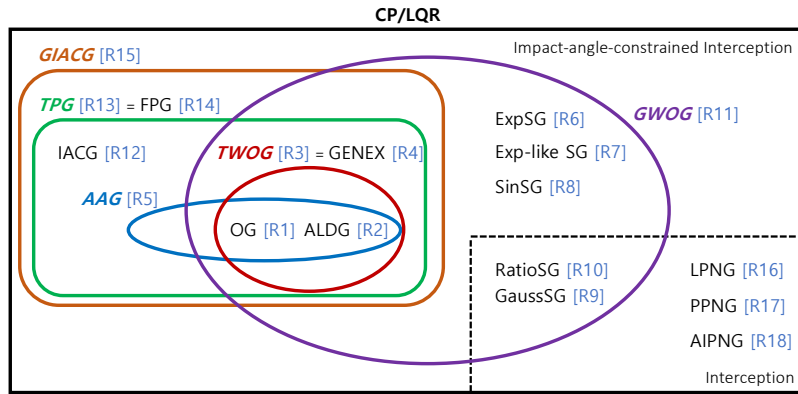 CP/LQR
GIACG [R15]
Impact-angle-constrained Interception
TPG [R13] = FPG [R14]
ExpSG [R6]
GWOG [R11]
IACG [R12]
TWOG [R3] = GENEX [R4]
Exp-like SG [R7]
SinSG [R8]
AAG [R5]
OG [R1] ALDG [R2]
RatioSG [R10]
LPNG [R16]
GaussSG [R9]
PPNG [R17]
AIPNG [R18]
Interception